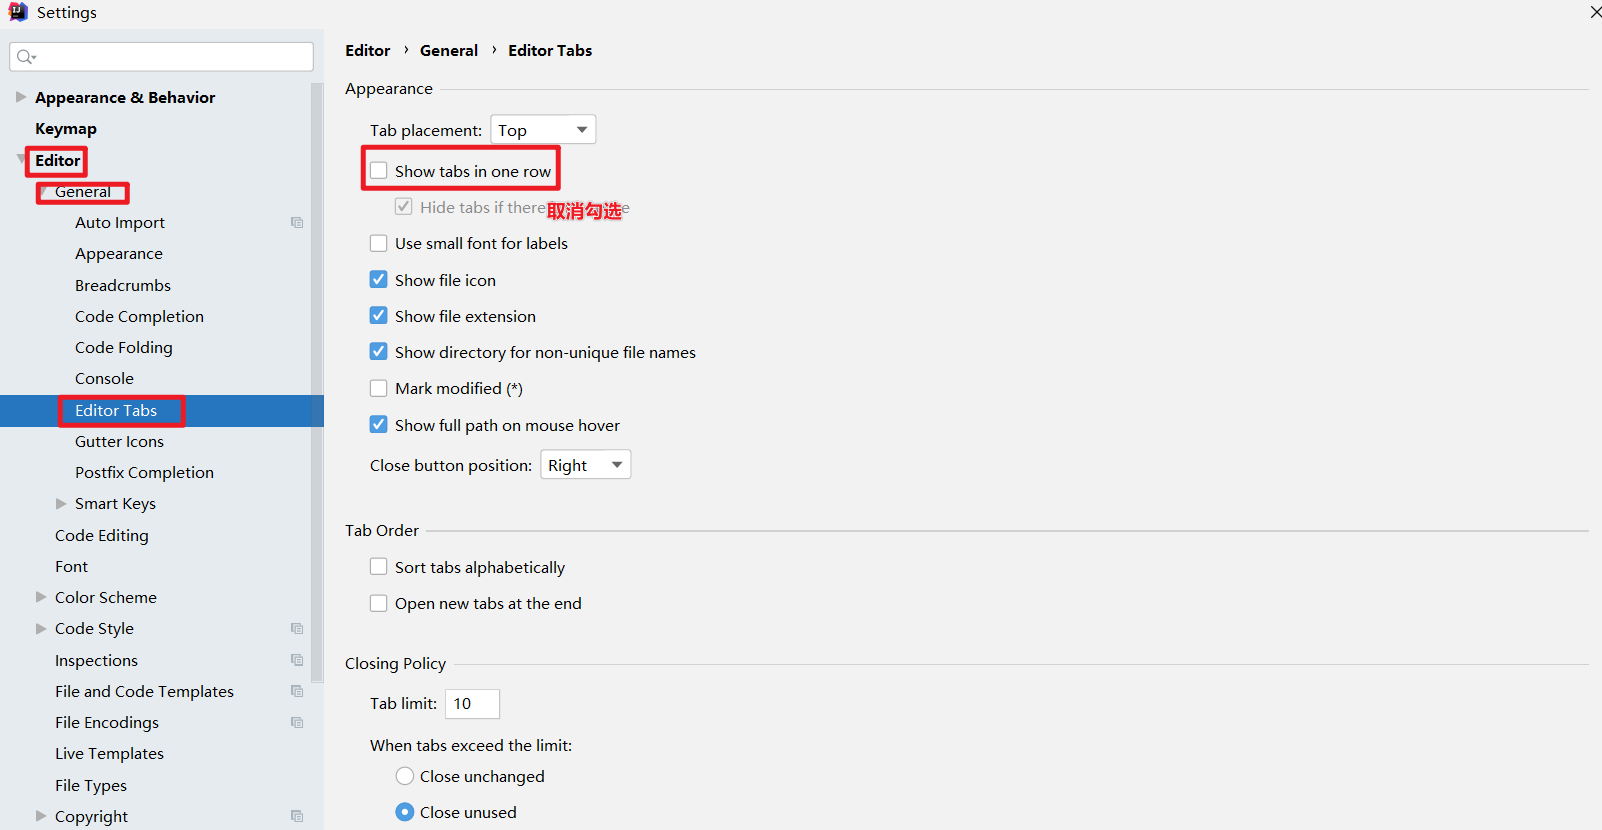 Settings
Appearance & Behavior
Keymap
Editor
General
Auto Import
Appearance
Breadcrumbs
Code Completion
Code Folding
Console
Editor Tabs
Gutter Icons
Postfix Completion
Smart Keys
Code Editing
Font
Color Scheme
Code Style
Inspections
File and Code Templates
File Encodings
Live Templates
File Types
Copyright
Editor › General › Editor Tabs
Appearance
Tab placement: Top
Show tabs in one row
Hide tabs if there
取消勾选
Use small font for labels
Show file icon
Show file extension
Show directory for non-unique file names
Mark modified (*)
Show full path on mouse hover
Close button position: Right
Tab Order
Sort tabs alphabetically
Open new tabs at the end
Closing Policy
Tab limit: 10
When tabs exceed the limit:
Close unchanged
Close unused